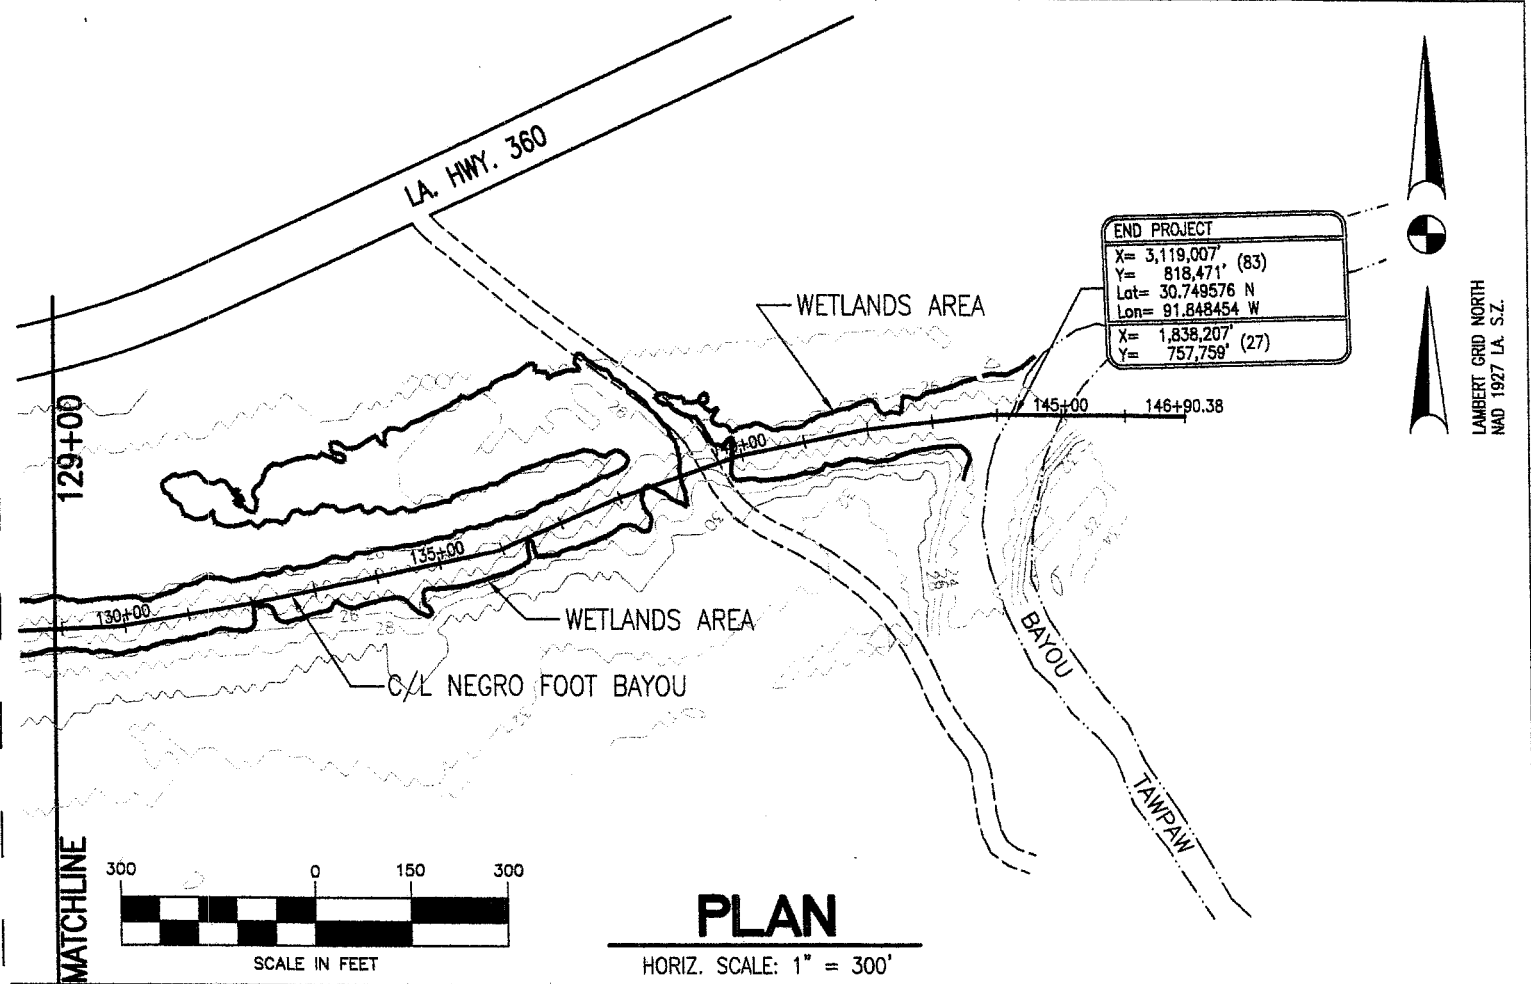 LA. HWY. 360
END PROJECT
X= 3,119,007'
Y= 818,471' (83)
Lat= 30.749576 N
Lon= 91.848454 W
X= 1,838,207'
Y= 757,759' (27)
LAMBERT GRID NORTH
NAD 1927 LA. S.Z.
WETLANDS AREA
145+00
146+90.38
129+00
135+00
130+00
30
26
28
WETLANDS AREA
C/L NEGRO FOOT BAYOU
BAYOU
TAWPAW
MATCHLINE
300 0 150 300
SCALE IN FEET
PLAN
HORIZ. SCALE: 1" = 300'